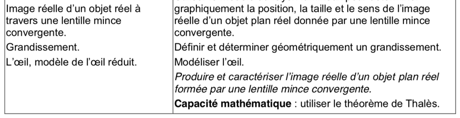 Image réelle d'un objet réel à
travers une lentille mince
convergente.
Grandissement.
L'œil, modèle de l'œil réduit.
graphiquement la position, la taille et le sens de l'image
réelle d'un objet plan réel donnée par une lentille mince
convergente.
Définir et déterminer géométriquement un grandissement.
Modéliser l'œil.
Produire et caractériser l'image réelle d'un objet plan réel
formée par une lentille mince convergente.
Capacité mathématique : utiliser le théorème de Thalès.